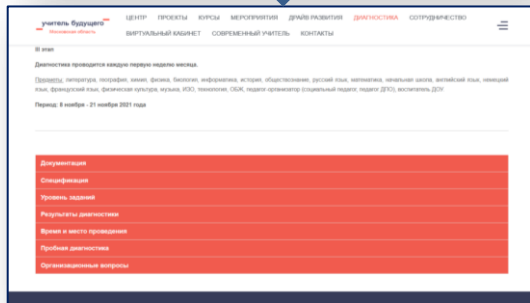 учитель будущего
Московская область
ЦЕНТР ПРОЕКТЫ КУРСЫ МЕРОПРИЯТИЯ ДРАЙВ РАЗВИТИЯ ДИАГНОСТИКА СОТРУДНИЧЕСТВО
ВИРТУАЛЬНЫЙ КАБИНЕТ СОВРЕМЕННЫЙ УЧИТЕЛЬ КОНТАКТЫ
III этап
Диагностика проводится каждую первую неделю месяца.
Предметы: литература, география, химия, физика, биология, информатика, история, обществознание, русский язык, математика, начальная школа, английский язык, немецкий
язык, французский язык, физическая культура, музыка, ИЗО, технология, ОБЖ, педагог-организатор (социальный педагог, педагог ДПО), воспитатель ДОУ.
Период: 8 ноября - 21 ноября 2021 года
Документация
Спецификация
Уровень заданий
Результаты диагностики
Время и место проведения
Пробная диагностика
Организационные вопросы